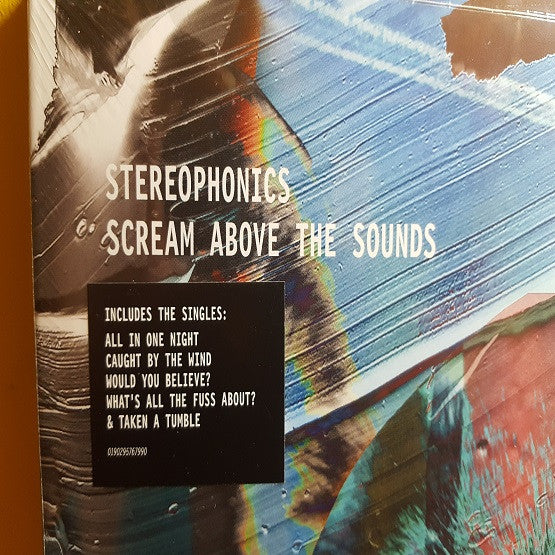 STEREOPHONICS
SCREAM ABOVE THE SOUNDS
INCLUDES THE SINGLES:
ALL IN ONE NIGHT
CAUGHT BY THE WIND
WOULD YOU BELIEVE?
WHAT'S ALL THE FUSS ABOUT?
& TAKEN A TUMBLE
0190295767990